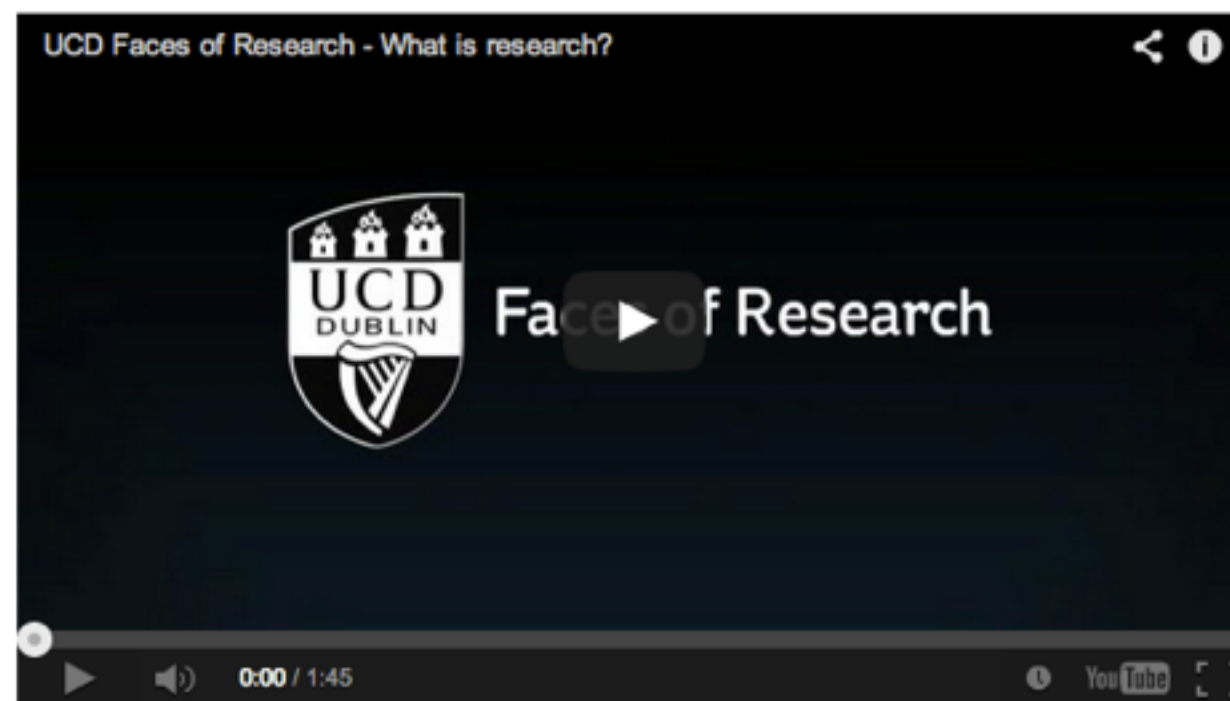 UCD Faces of Research - What is research?
UCD
DUBLIN
Faces of Research
0:00 / 1:45
YouTube